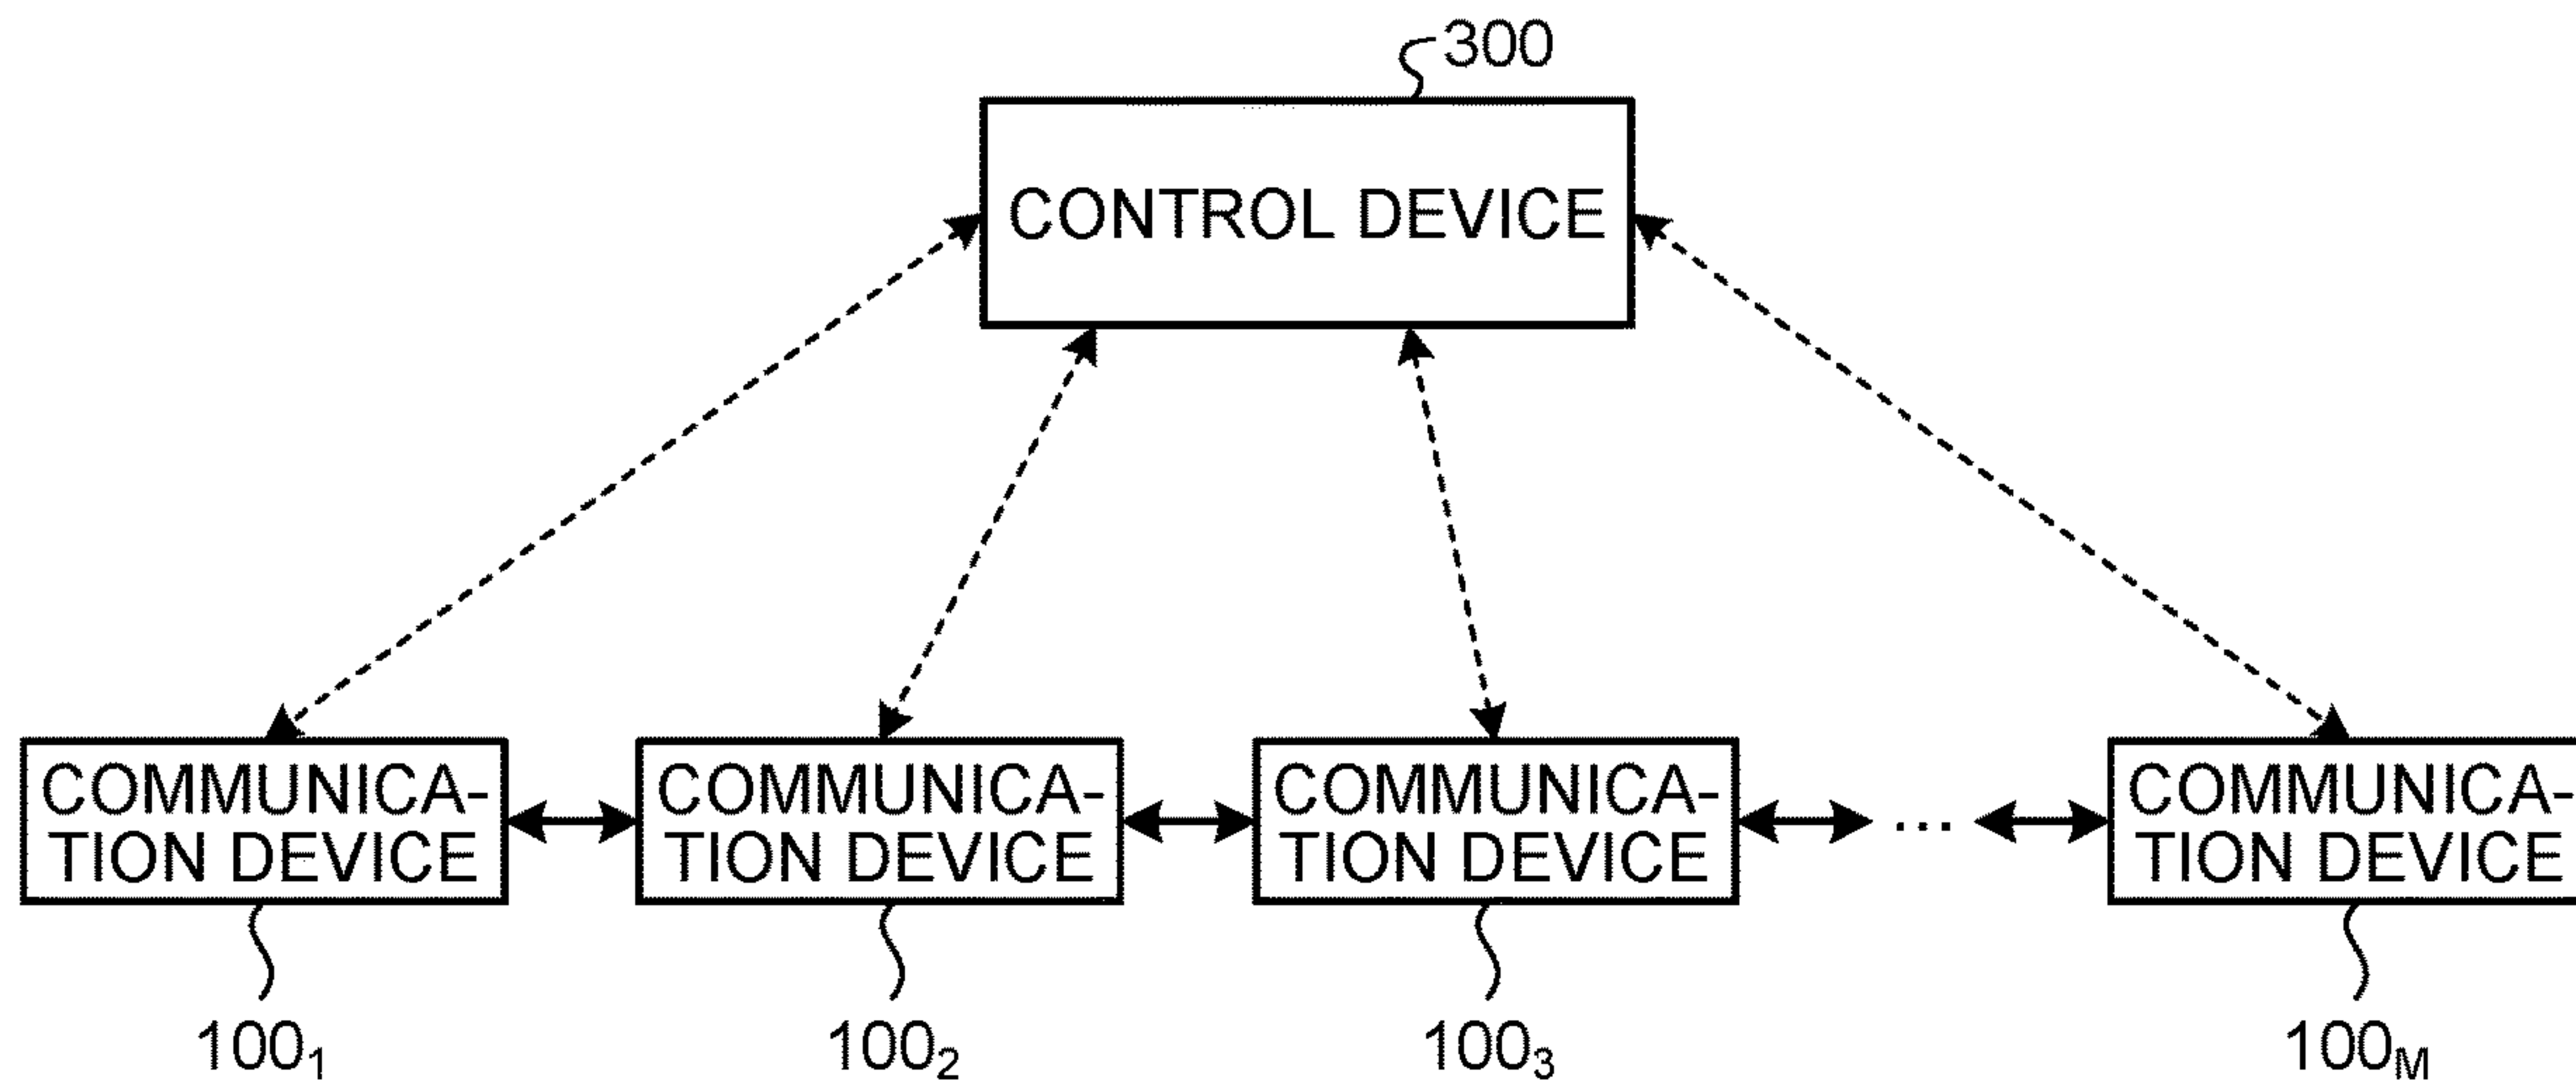 300
CONTROL DEVICE
COMMUNICA-
TION DEVICE
COMMUNICA-
TION DEVICE
COMMUNICA-
TION DEVICE
...
COMMUNICA-
TION DEVICE
100₁
100₂
100₃
100M